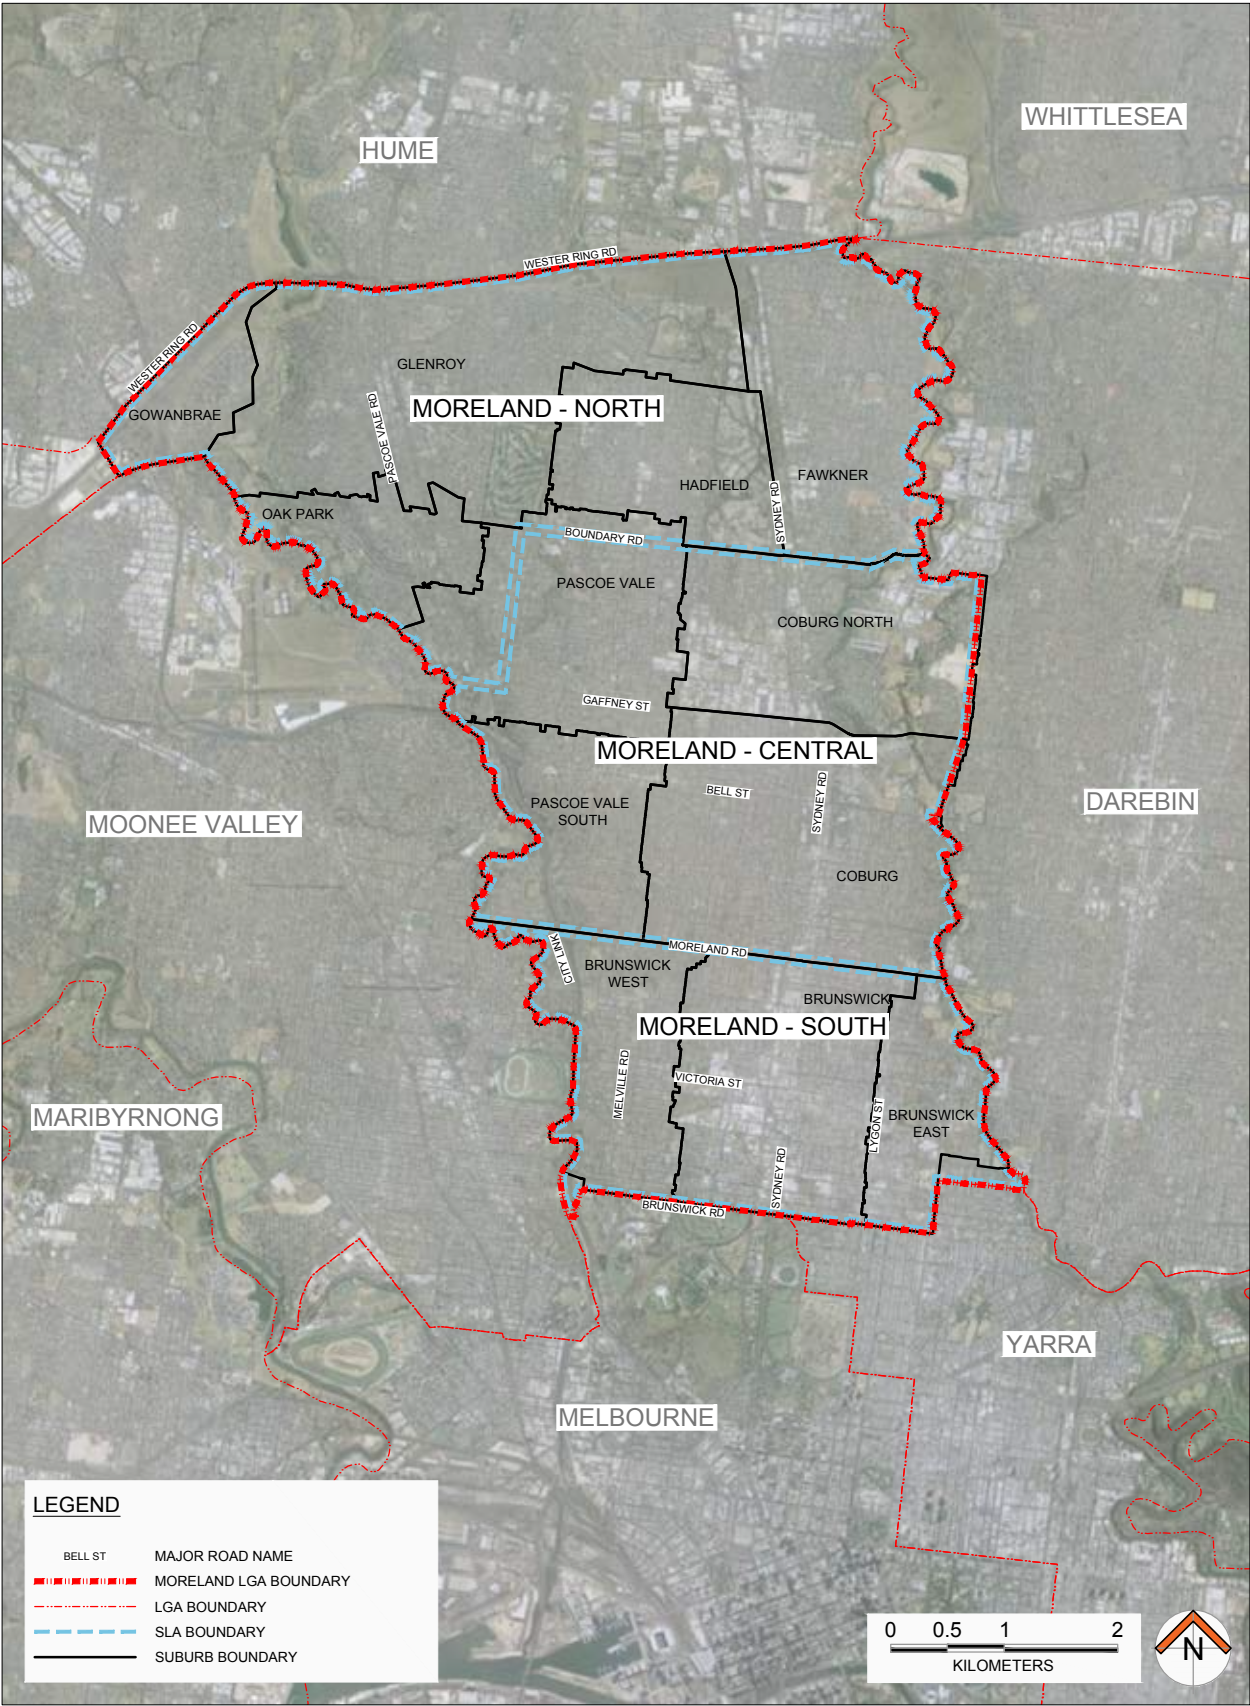 WHITTLESEA
HUME
WESTER RING RD
WESTER RING RD
GLENROY
PASCOE VALE RD
MORELAND - NORTH
GOWANBRAE
HADFIELD
FAWKNER
SYDNEY RD
OAK PARK
BOUNDARY RD
PASCOE VALE
COBURG NORTH
GAFFNEY ST
MORELAND - CENTRAL
BELL ST
SYDNEY RD
PASCOE VALE
SOUTH
DAREBIN
MOONEE VALLEY
COBURG
MORELAND RD
CITY LINK
BRUNSWICK
WEST
BRUNSWICK
MORELAND - SOUTH
MELVILLE RD
VICTORIA ST
LYGON ST
BRUNSWICK
EAST
MARIBYRNONG
SYDNEY RD
BRUNSWICK RD
YARRA
MELBOURNE
LEGEND
BELL ST MAJOR ROAD NAME
MORELAND LGA BOUNDARY
LGA BOUNDARY
SLA BOUNDARY
SUBURB BOUNDARY
0 0.5 1 2
KILOMETERS
N